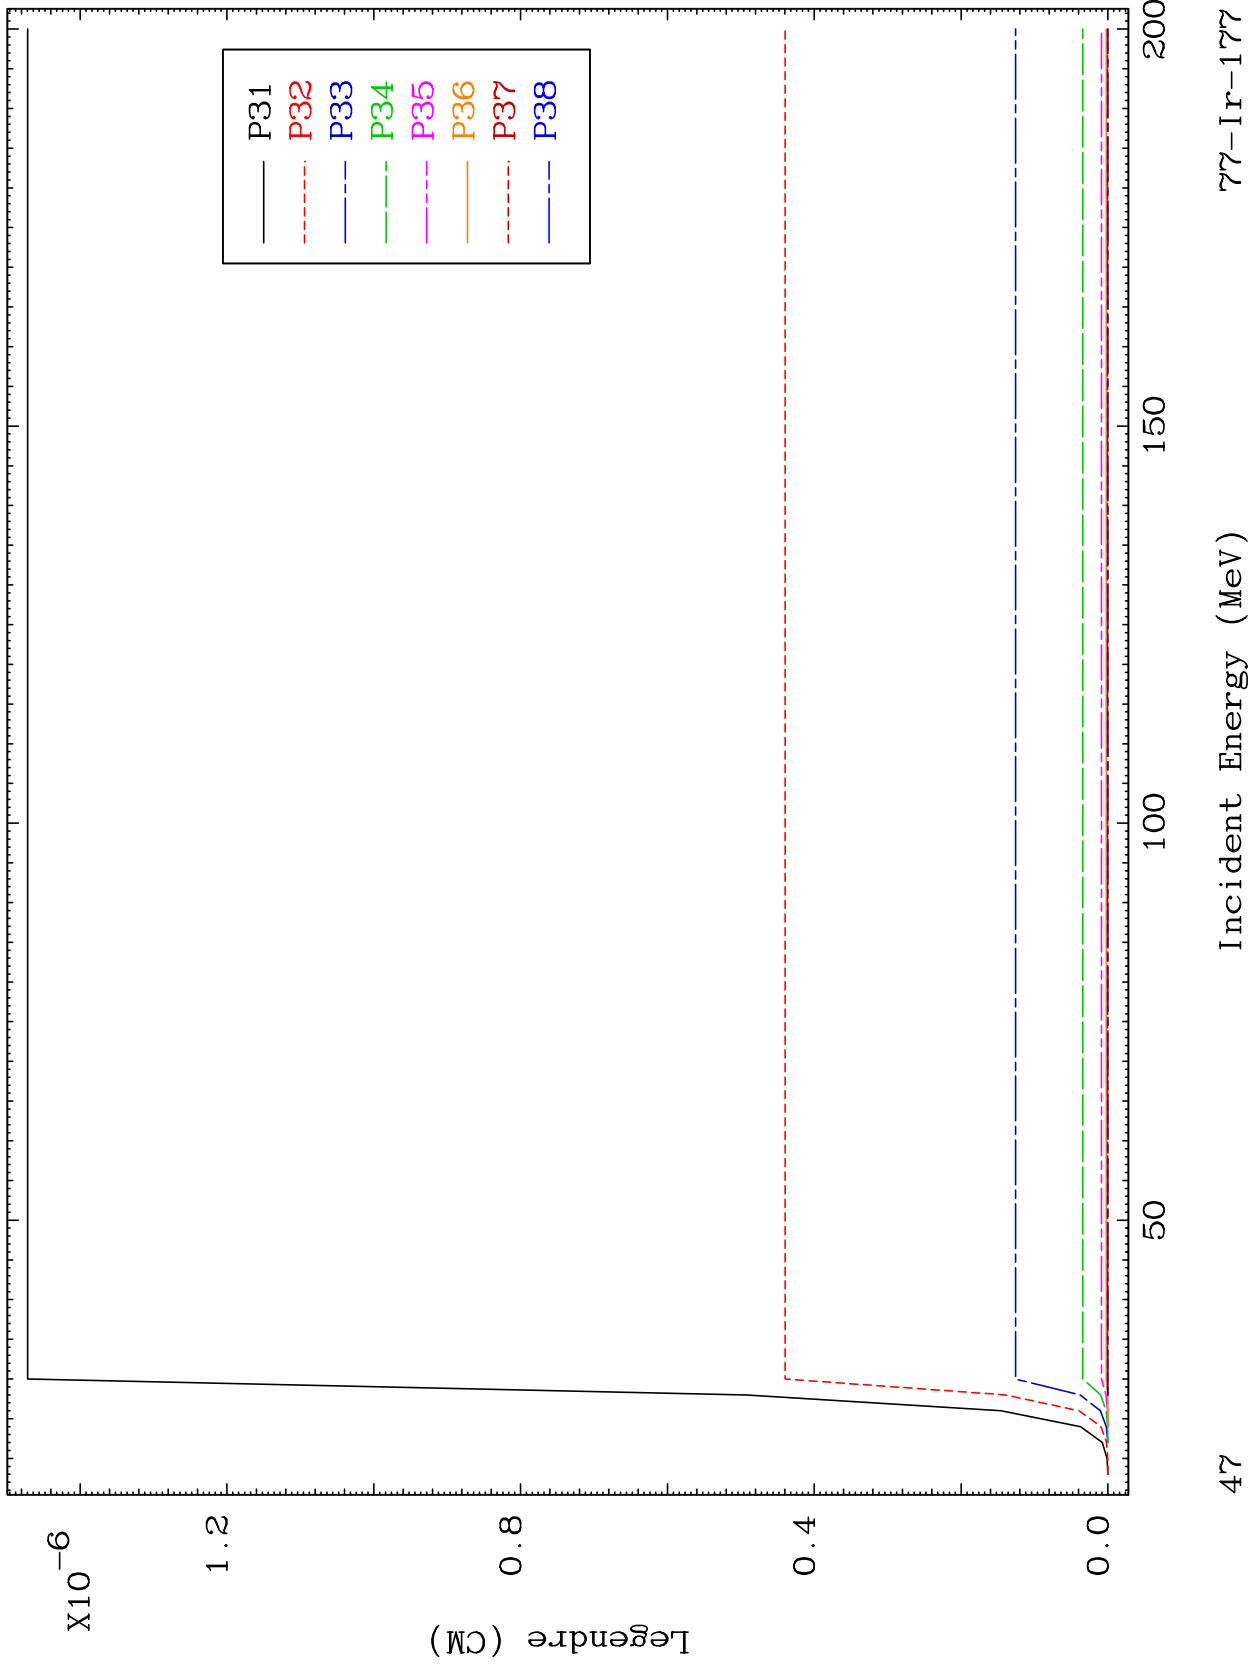 X10-6
1.2
0.8
0.4
0.0
Legendre (CM)
P31
P32
P33
P34
P35
P36
P37
P38
50
100
150
200
47
Incident Energy (MeV)
77-Ir-177